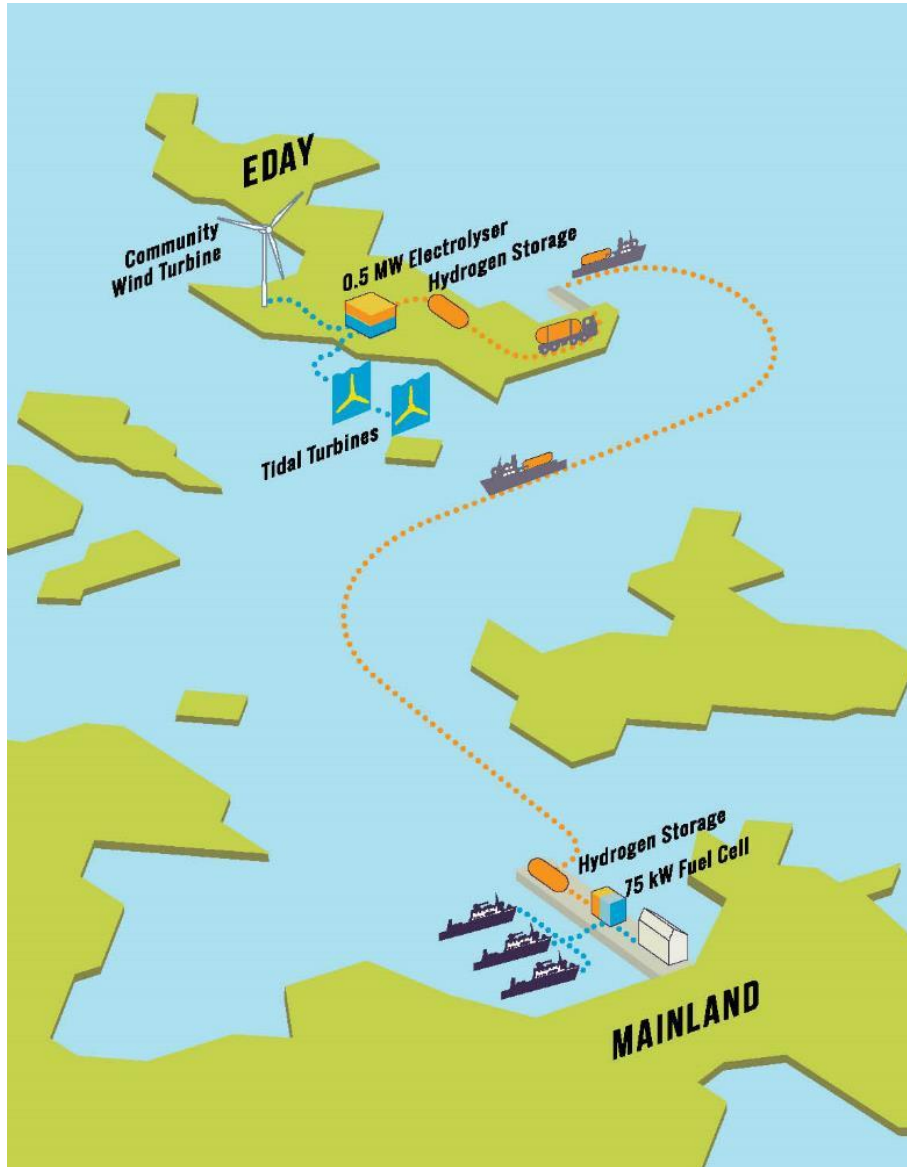 EDAY
Community
Wind Turbine
0.5 MW Electrolyser
Hydrogen Storage
Tidal Turbines
Hydrogen Storage
75 kW Fuel Cell
MAINLAND